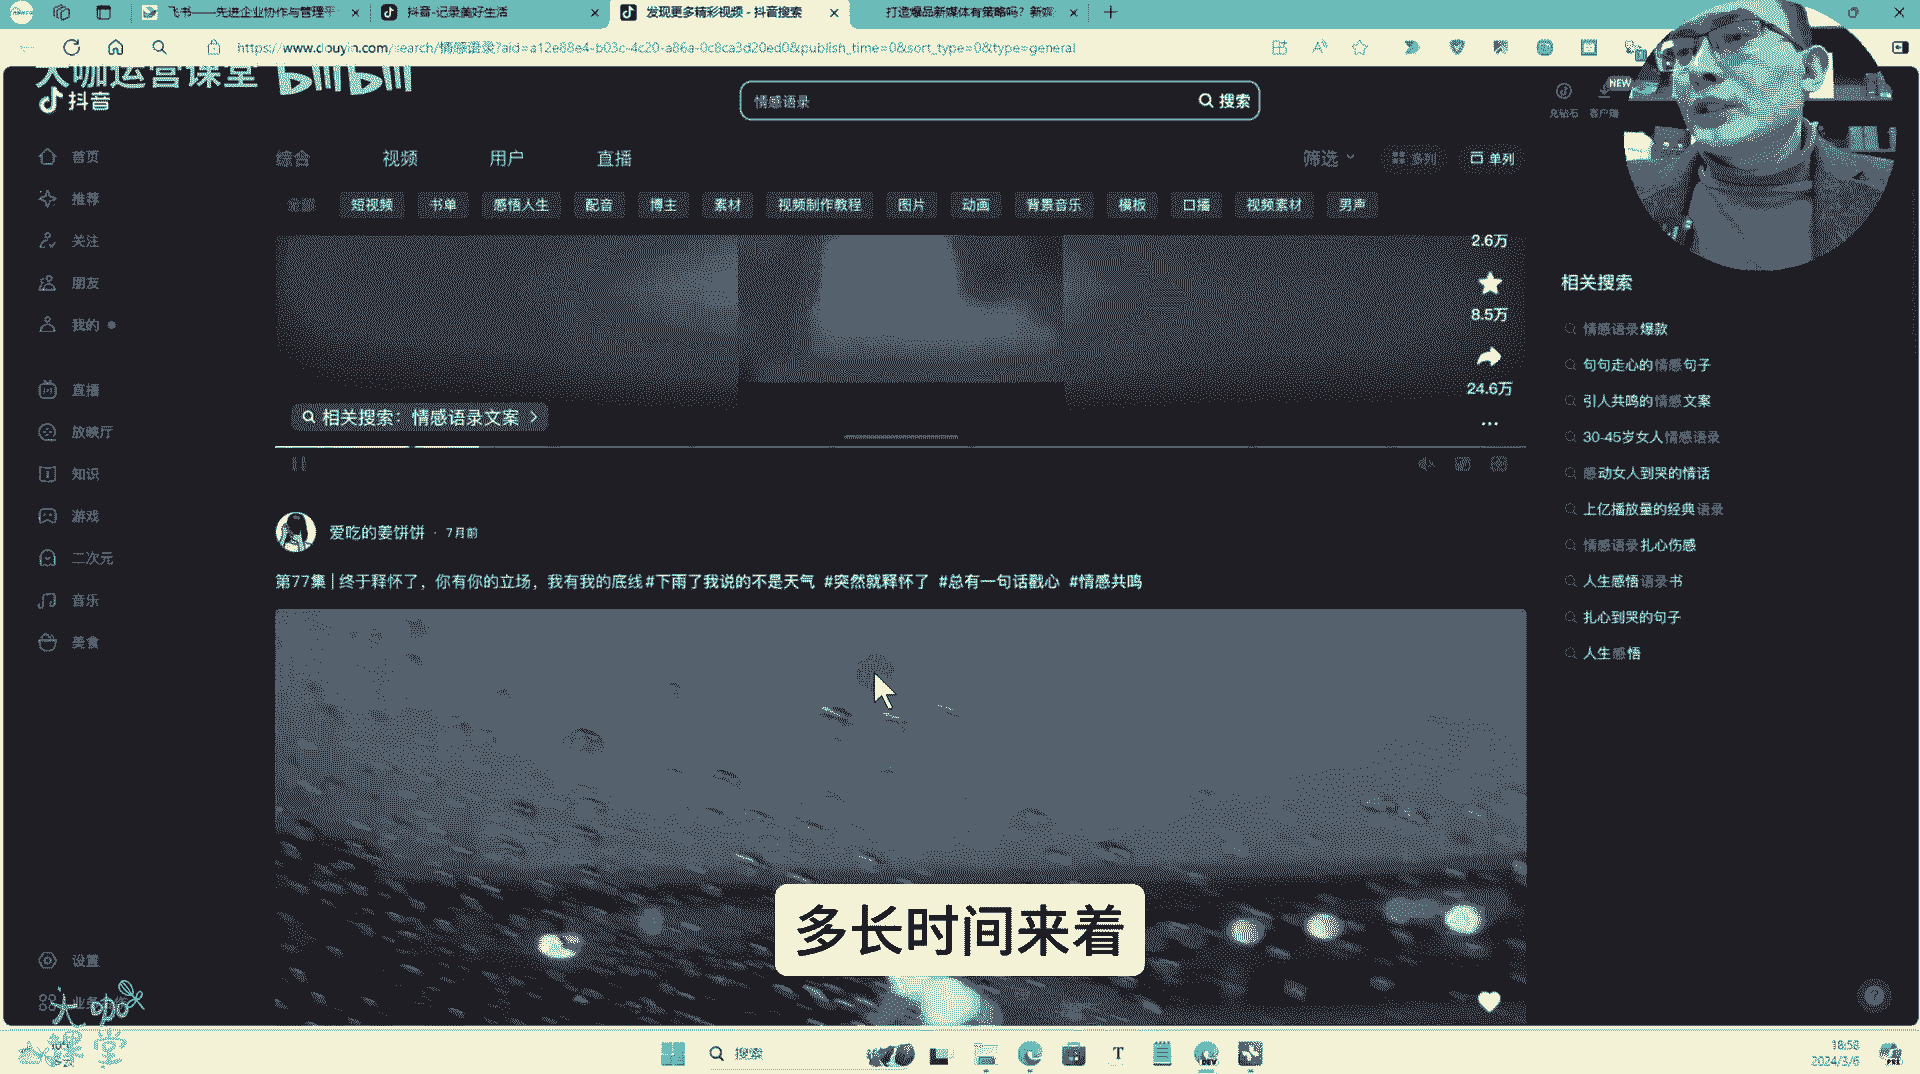 飞书——先进企业协作与管理平
抖音-记录美好生活
发现更多精彩视频 - 抖音搜索
打造爆品新媒体有策略吗？新媒
https://www.douyin.com/search/情感语录?aid=a12e88e4-b03c-4c20-a86a-0c8ca3d20ed0&publish_time=0&sort_type=0&type=general
大咖运营课堂 bilibili
抖音
情感语录
搜索
NEW
充钻石
客户端
首页
推荐
关注
朋友
我的
直播
放映厅
知识
游戏
二次元
音乐
美食
设置
综合 视频 用户 直播
筛选 多列 单列
全部 短视频 书单 感悟人生 配音 博主 素材 视频制作教程 图片 动画 背景音乐 模板 口播 视频素材 男声
2.6万
8.5万
24.6万
相关搜索：情感语录文案
爱吃的姜饼饼 · 7月前
第77集 | 终于释怀了，你有你的立场，我有我的底线#下雨了我说的不是天气 #突然就释怀了 #总有一句话戳心 #情感共鸣
相关搜索
情感语录爆款
句句走心的情感句子
引人共鸣的情感文案
30-45岁女人情感语录
感动女人到哭的情话
上亿播放量的经典语录
情感语录扎心伤感
人生感悟语录书
扎心到哭的句子
人生感悟
多长时间来着
大咖
课堂
搜索
DEV
18:58
2024/3/6
PRE